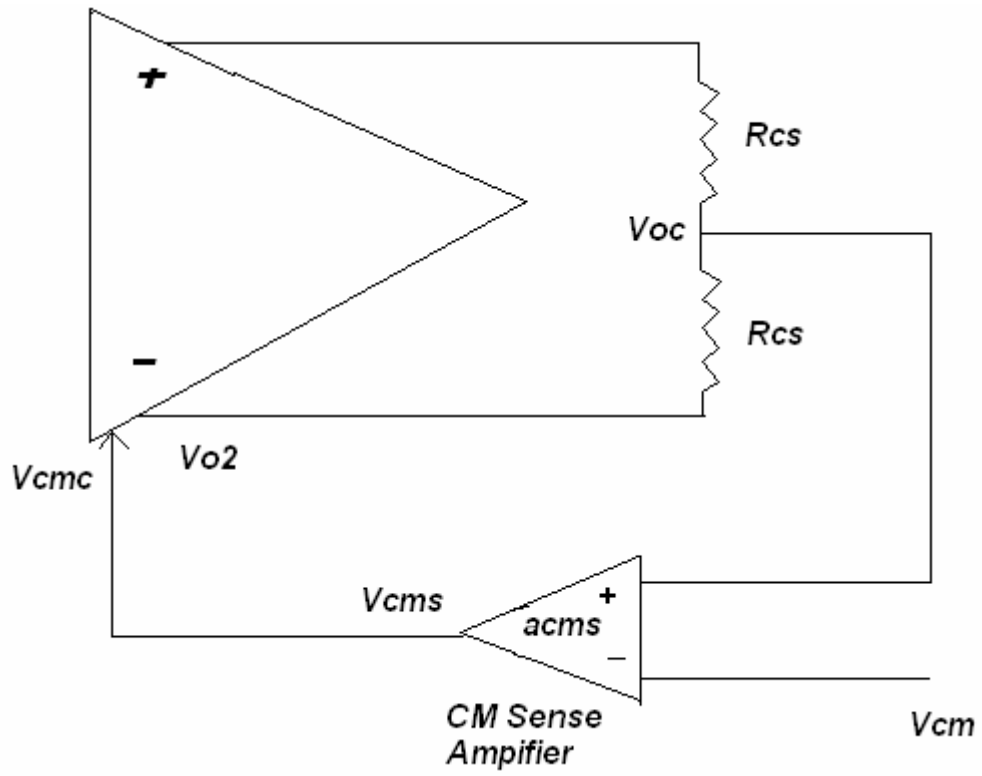 +
Rcs
Voc
Rcs
-
Vo2
Vcmc
Vcms
+
acms
-
CM Sense
Ampifier
Vcm